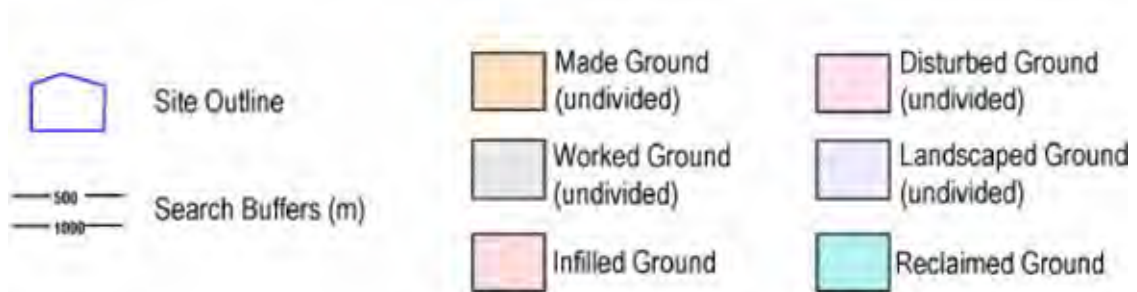 Site Outline
500
1000
Search Buffers (m)
Made Ground
(undivided)
Worked Ground
(undivided)
Infilled Ground
Disturbed Ground
(undivided)
Landscaped Ground
(undivided)
Reclaimed Ground